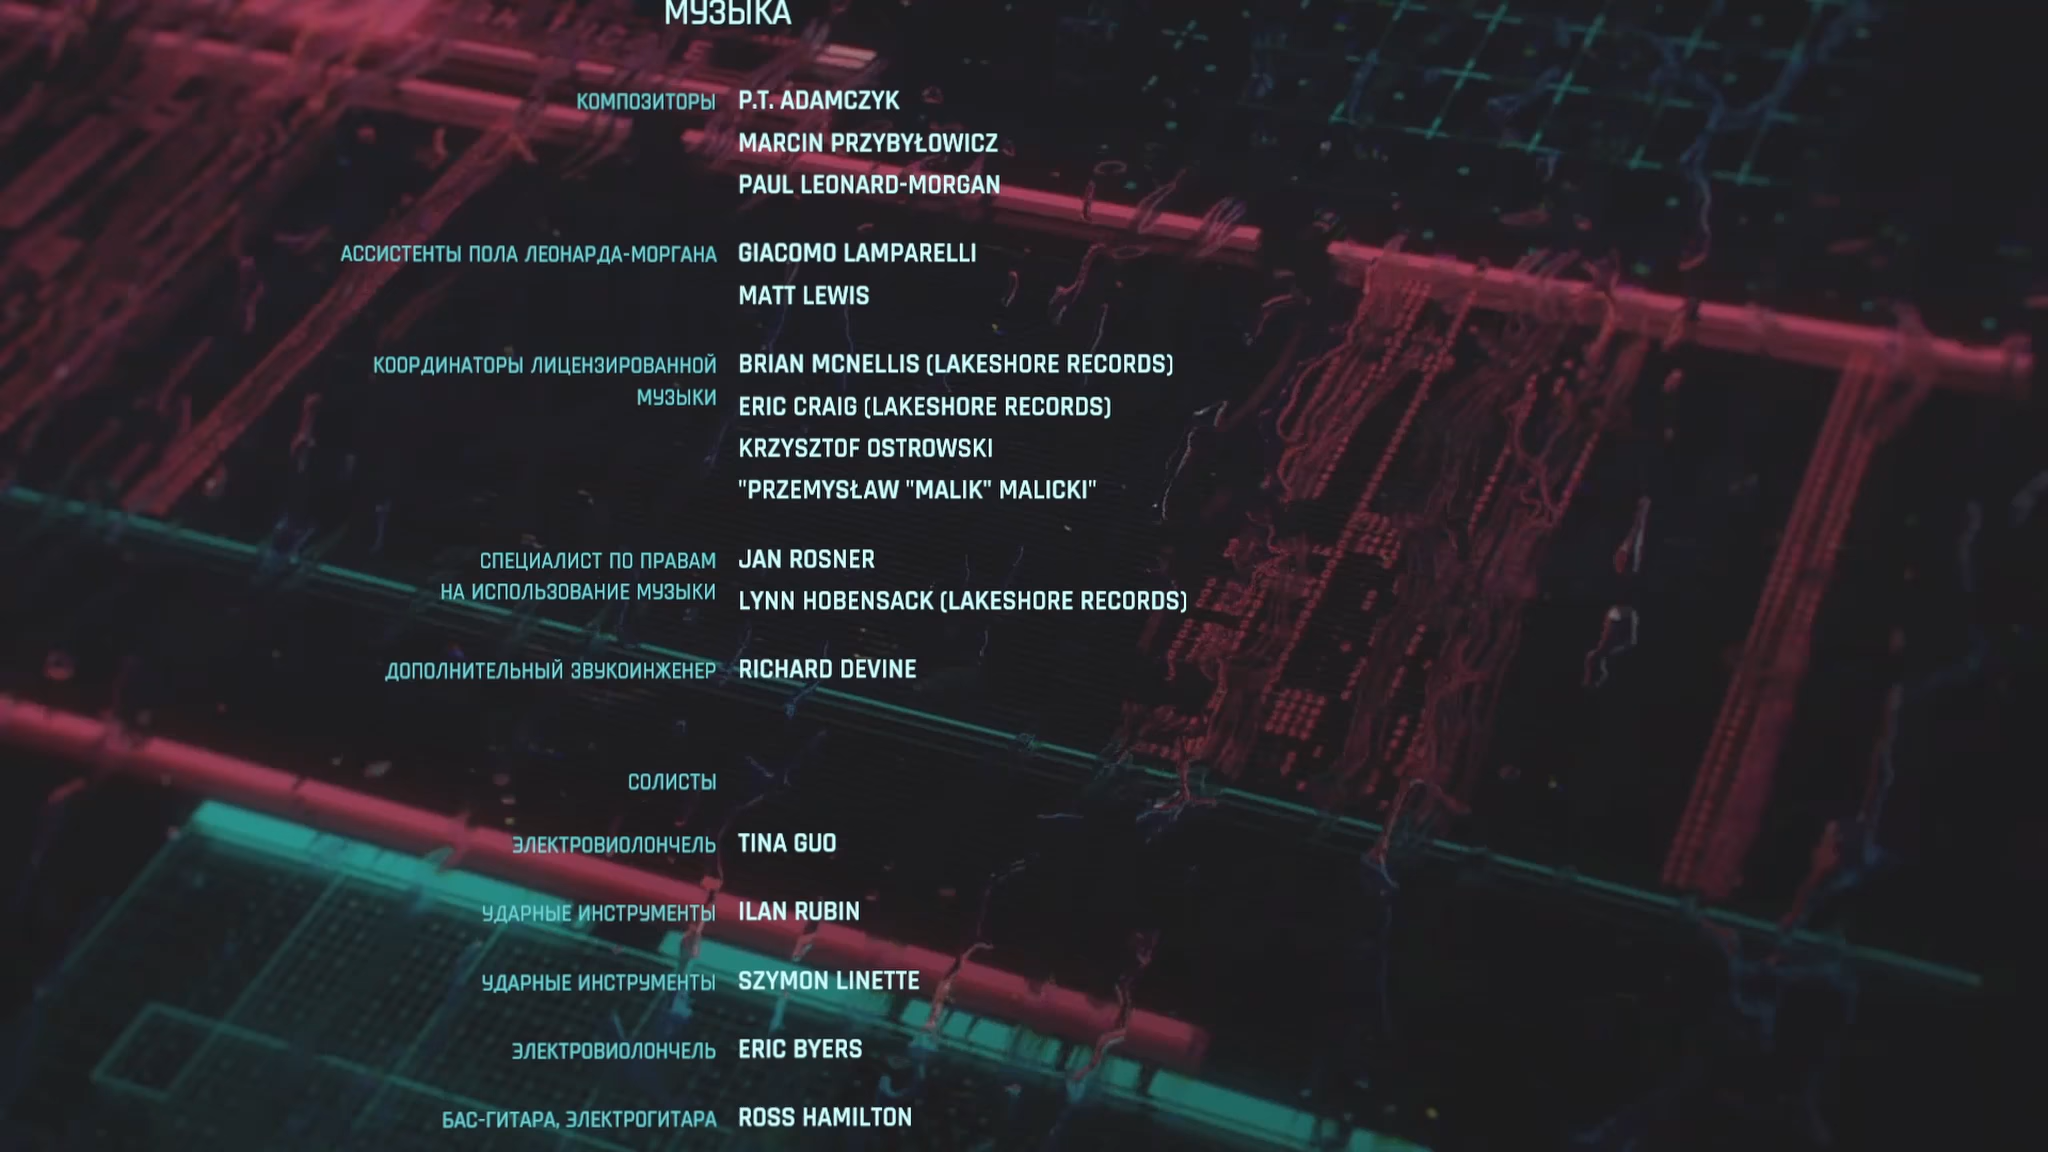 МУЗЫКА
КОМПОЗИТОРЫ P.T. ADAMCZYK
MARCIN PRZYBYŁOWICZ
PAUL LEONARD-MORGAN
АССИСТЕНТЫ ПОЛА ЛЕОНАРДА-МОРГАНА GIACOMO LAMPARELLI
MATT LEWIS
КООРДИНАТОРЫ ЛИЦЕНЗИРОВАННОЙ BRIAN MCNELLIS (LAKESHORE RECORDS)
МУЗЫКИ ERIC CRAIG (LAKESHORE RECORDS)
KRZYSZTOF OSTROWSKI
"PRZEMYSŁAW "MALIK" MALICKI"
СПЕЦИАЛИСТ ПО ПРАВАМ JAN ROSNER
НА ИСПОЛЬЗОВАНИЕ МУЗЫКИ LYNN HOBENSACK (LAKESHORE RECORDS)
ДОПОЛНИТЕЛЬНЫЙ ЗВУКОИНЖЕНЕР RICHARD DEVINE
СОЛИСТЫ
ЭЛЕКТРОВИОЛОНЧЕЛЬ TINA GUO
УДАРНЫЕ ИНСТРУМЕНТЫ ILAN RUBIN
УДАРНЫЕ ИНСТРУМЕНТЫ SZYMON LINETTE
ЭЛЕКТРОВИОЛОНЧЕЛЬ ERIC BYERS
БАС-ГИТАРА, ЭЛЕКТРОГИТАРА ROSS HAMILTON